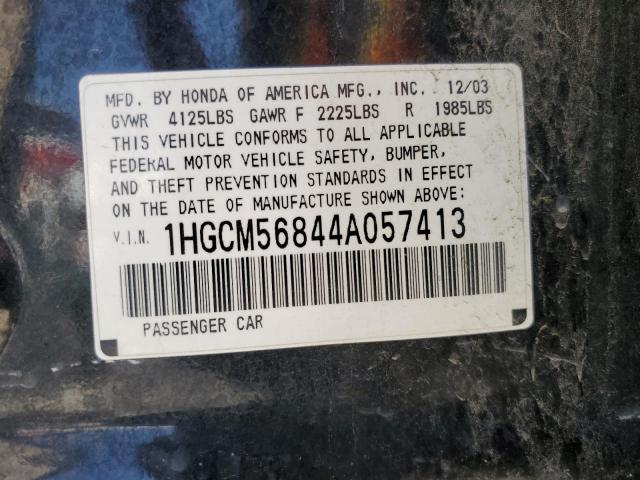 MFD. BY HONDA OF AMERICA MFG., INC. 12/03
GVWR 4125LBS GAWR F 2225LBS R 1985LBS
THIS VEHICLE CONFORMS TO ALL APPLICABLE
FEDERAL MOTOR VEHICLE SAFETY, BUMPER,
AND THEFT PREVENTION STANDARDS IN EFFECT
ON THE DATE OF MANUFACTURE SHOWN ABOVE:
V.I.N. 1HGCM56844A057413
PASSENGER CAR